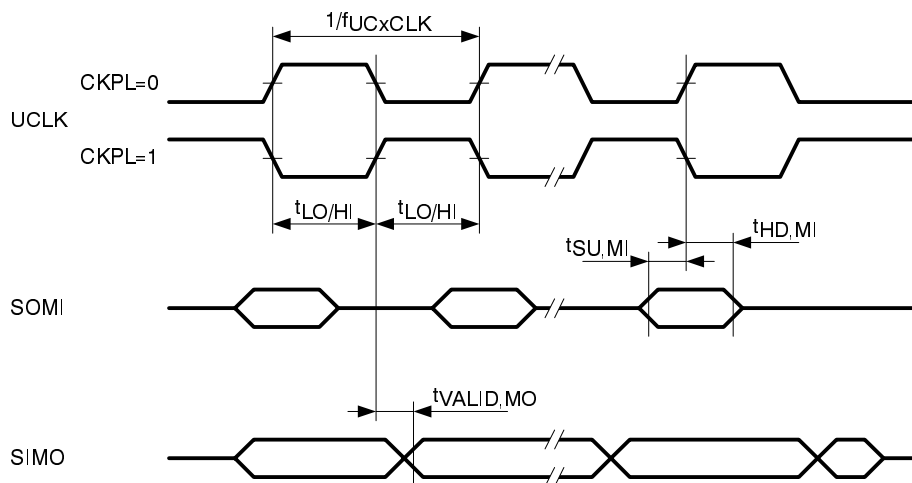 1/fUCxCLK
CKPL=0
UCLK
CKPL=1
tLO/HI tLO/HI
tHD,MI
tSU,MI
SOMI
tVALID,MO
SIMO